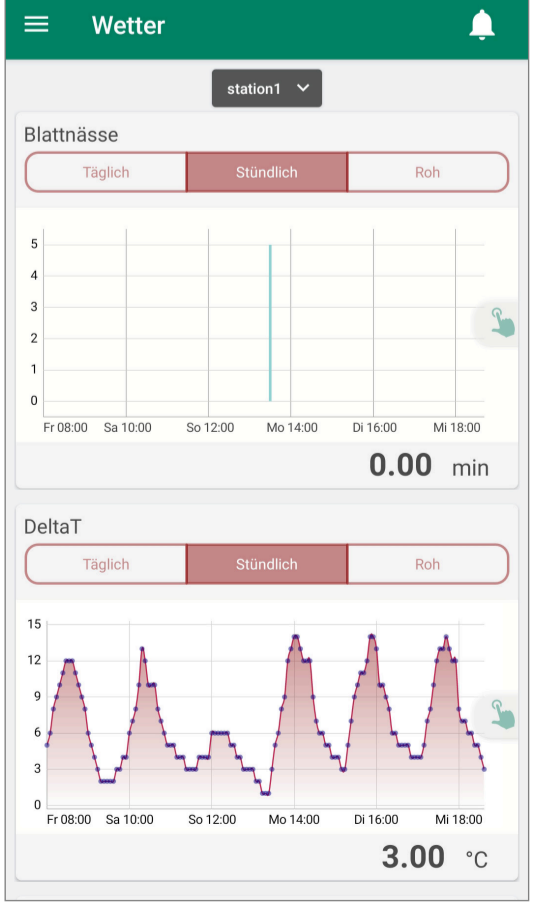 Wetter
station1
Blattnässe
Täglich Stündlich Roh
5
4
3
2
1
0
Fr 08:00 Sa 10:00 So 12:00 Mo 14:00 Di 16:00 Mi 18:00
0.00 min
DeltaT
Täglich Stündlich Roh
15
12
9
6
3
0
Fr 08:00 Sa 10:00 So 12:00 Mo 14:00 Di 16:00 Mi 18:00
3.00 °C